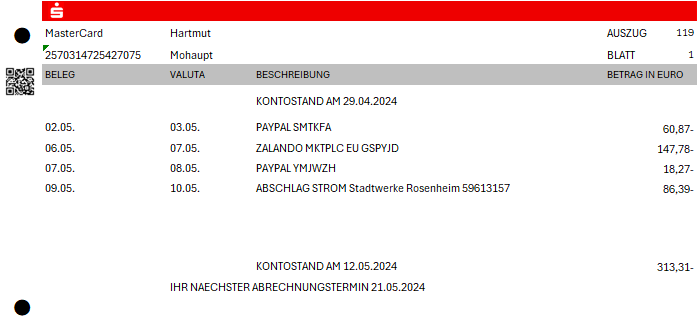 MasterCard Hartmut AUSZUG 119
2570314725427075 Mohaupt BLATT 1
BELEG VALUTA BESCHREIBUNG BETRAG IN EURO
KONTOSTAND AM 29.04.2024
02.05. 03.05. PAYPAL SMTKFA 60,87-
06.05. 07.05. ZALANDO MKTPLC EU GSPYJD 147,78-
07.05. 08.05. PAYPAL YMJWZH 18,27-
09.05. 10.05. ABSCHLAG STROM Stadtwerke Rosenheim 59613157 86,39-
KONTOSTAND AM 12.05.2024 313,31-
IHR NAECHSTER ABRECHNUNGSTERMIN 21.05.2024